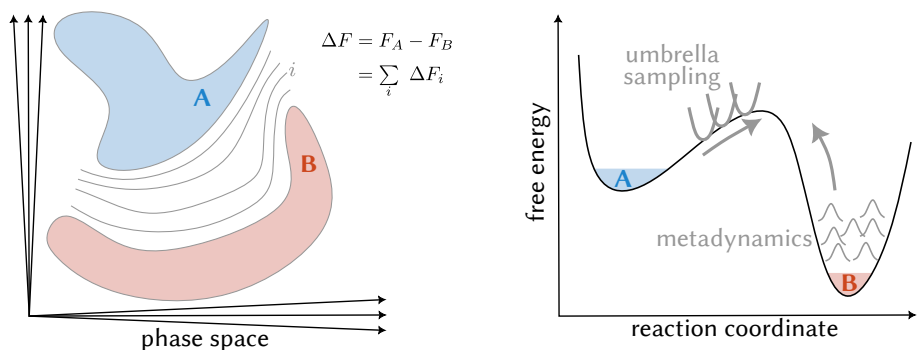 A
i
B
ΔF = F_A − F_B
= ∑_i ΔF_i
phase space
umbrella
sampling
A
metadynamics
B
free energy
reaction coordinate